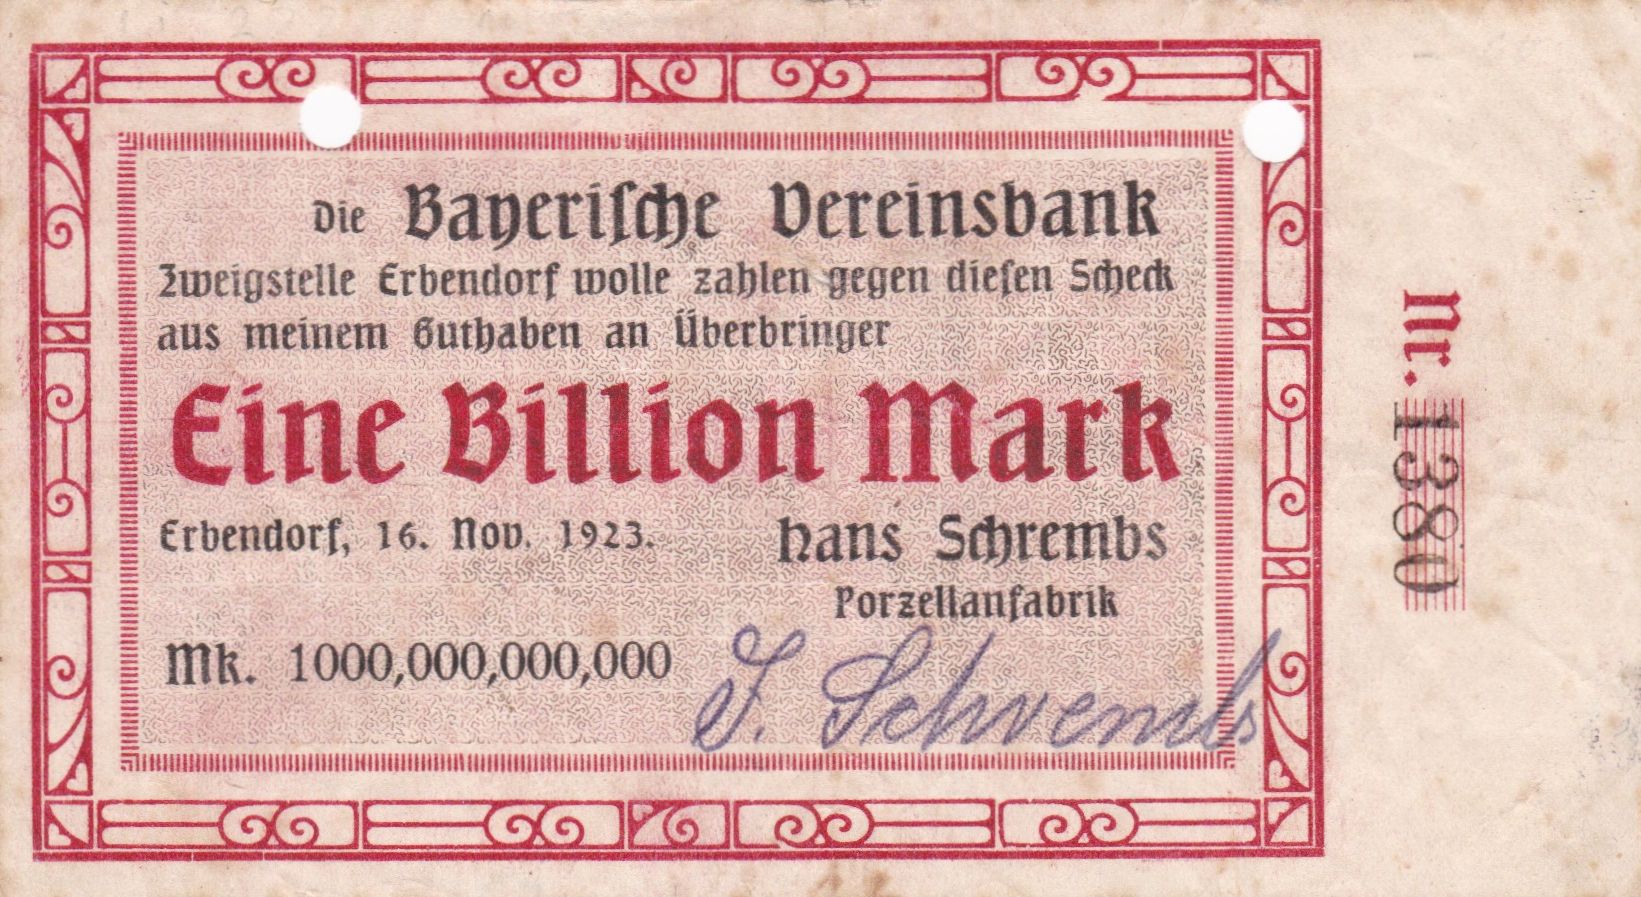 Die Bayerische Vereinsbank
Zweigstelle Erbendorf wolle zahlen gegen diesen Scheck
aus meinem Guthaben an Überbringer
Eine Billion Mark
Erbendorf, 16. Nov. 1923.
Hans Schrembs
Porzellanfabrik
Mk. 1000,000,000,000
J. Schrembs
Nr. 1380